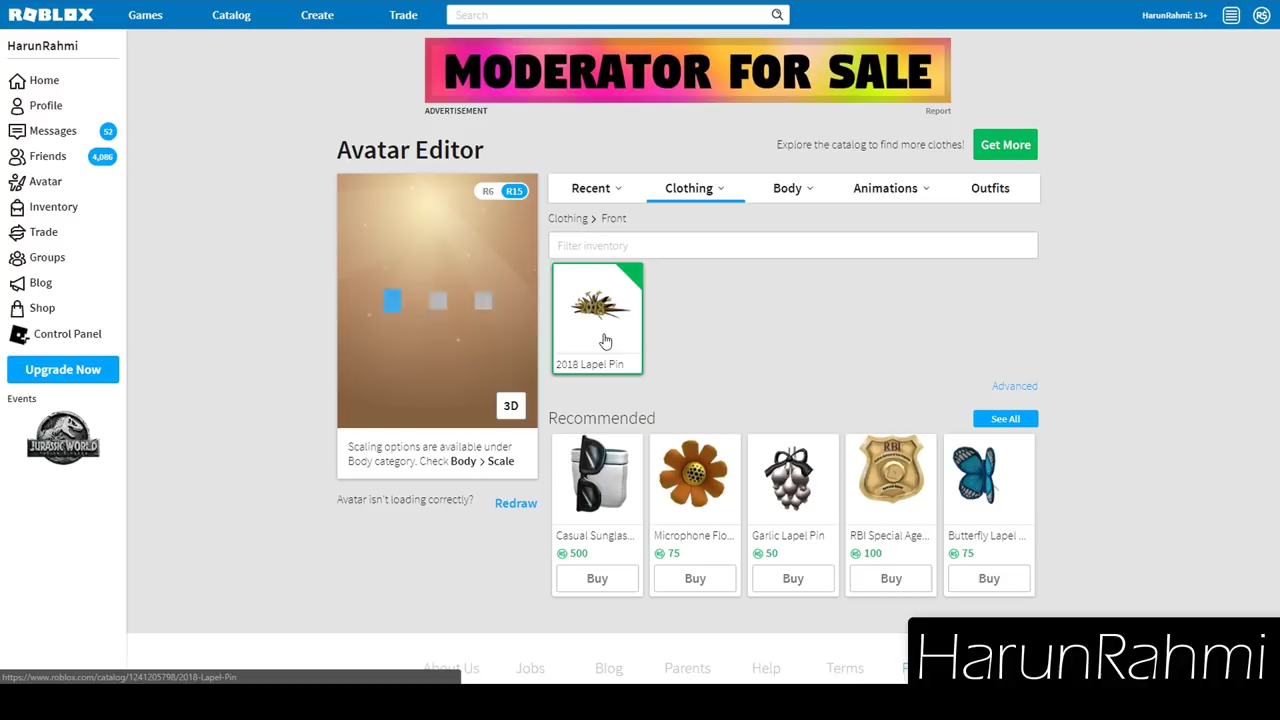 ROBLOX Games Catalog Create Trade Search HarunRahmi: 13+ R$
HarunRahmi
Home
Profile
Messages 52
Friends 4,086
Avatar
Inventory
Trade
Groups
Blog
Shop
Control Panel
Upgrade Now
Events
JURASSIC WORLD
MODERATOR FOR SALE
ADVERTISEMENT Report
Avatar Editor
Explore the catalog to find more clothes! Get More
R6 R15
3D
Scaling options are available under
Body category. Check Body > Scale
Avatar isn't loading correctly? Redraw
Recent Clothing Body Animations Outfits
Clothing > Front
Filter inventory
2018
2018 Lapel Pin
Advanced
Recommended See All
RBI
Casual Sunglas... Microphone Flo... Garlic Lapel Pin RBI Special Age... Butterfly Lapel ...
R$ 500 R$ 75 R$ 50 R$ 100 R$ 75
Buy Buy Buy Buy Buy
About Us Jobs Blog Parents Help Terms
https://www.roblox.com/catalog/1241205798/2018-Lapel-Pin
HarunRahmi